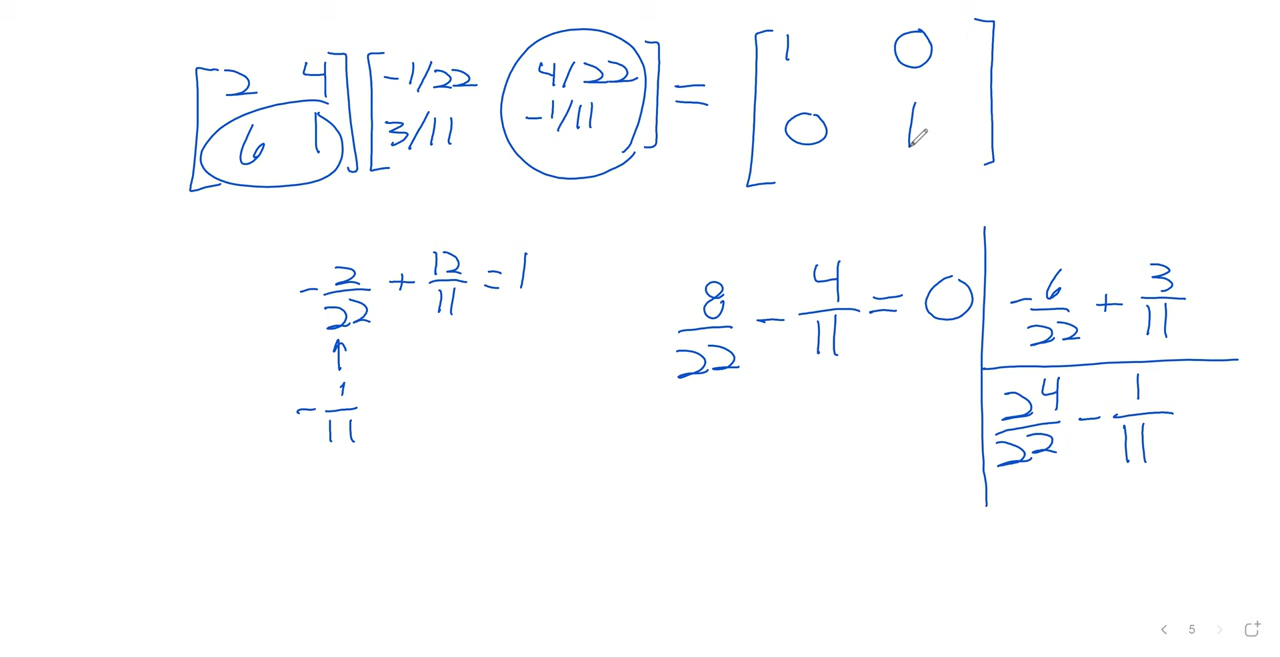 [2 4] [-1/22 4/22] = [1 0]
[6 1] [3/11 -1/11] [0 1]
-2/22 + 12/11 = 1
-1/11
8/22 - 4/11 = 0
-6/22 + 3/11
24/22 - 1/11
5